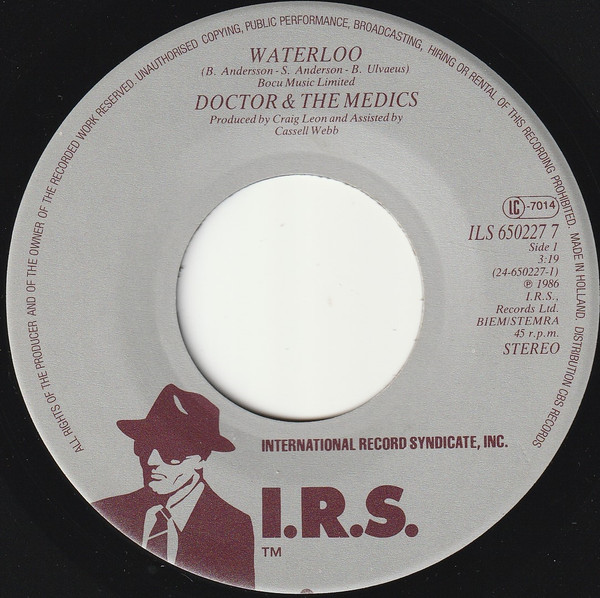 ALL RIGHTS OF THE PRODUCER AND OF THE OWNER OF THE RECORDED WORK RESERVED. UNAUTHORISED COPYING, PUBLIC PERFORMANCE, BROADCASTING, HIRING OR RENTAL OF THIS RECORDING PROHIBITED. MADE IN HOLLAND. DISTRIBUTION CBS RECORDS
WATERLOO
(B. Andersson - S. Anderson - B. Ulvaeus)
Bocu Music Limited
DOCTOR & THE MEDICS
Produced by Craig Leon and Assisted by
Cassell Webb
LC-7014
ILS 650227 7
Side 1
3:19
(24-650227-1)
℗ 1986
I.R.S.,
Records Ltd.
BIEM/STEMRA
45 r.p.m.
STEREO
INTERNATIONAL RECORD SYNDICATE, INC.
I.R.S.
TM